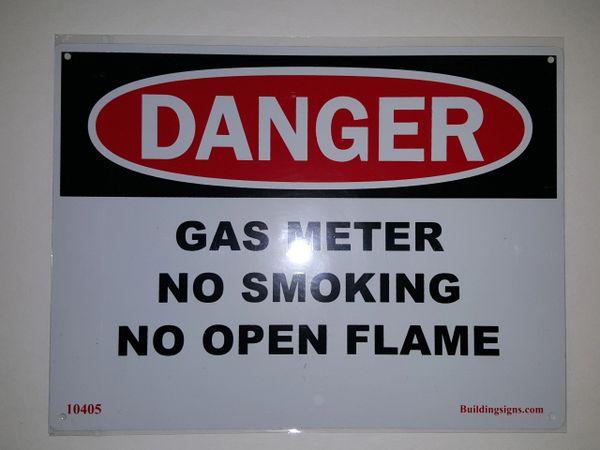 DANGER
GAS METER
NO SMOKING
NO OPEN FLAME
10405
Buildingsigns.com